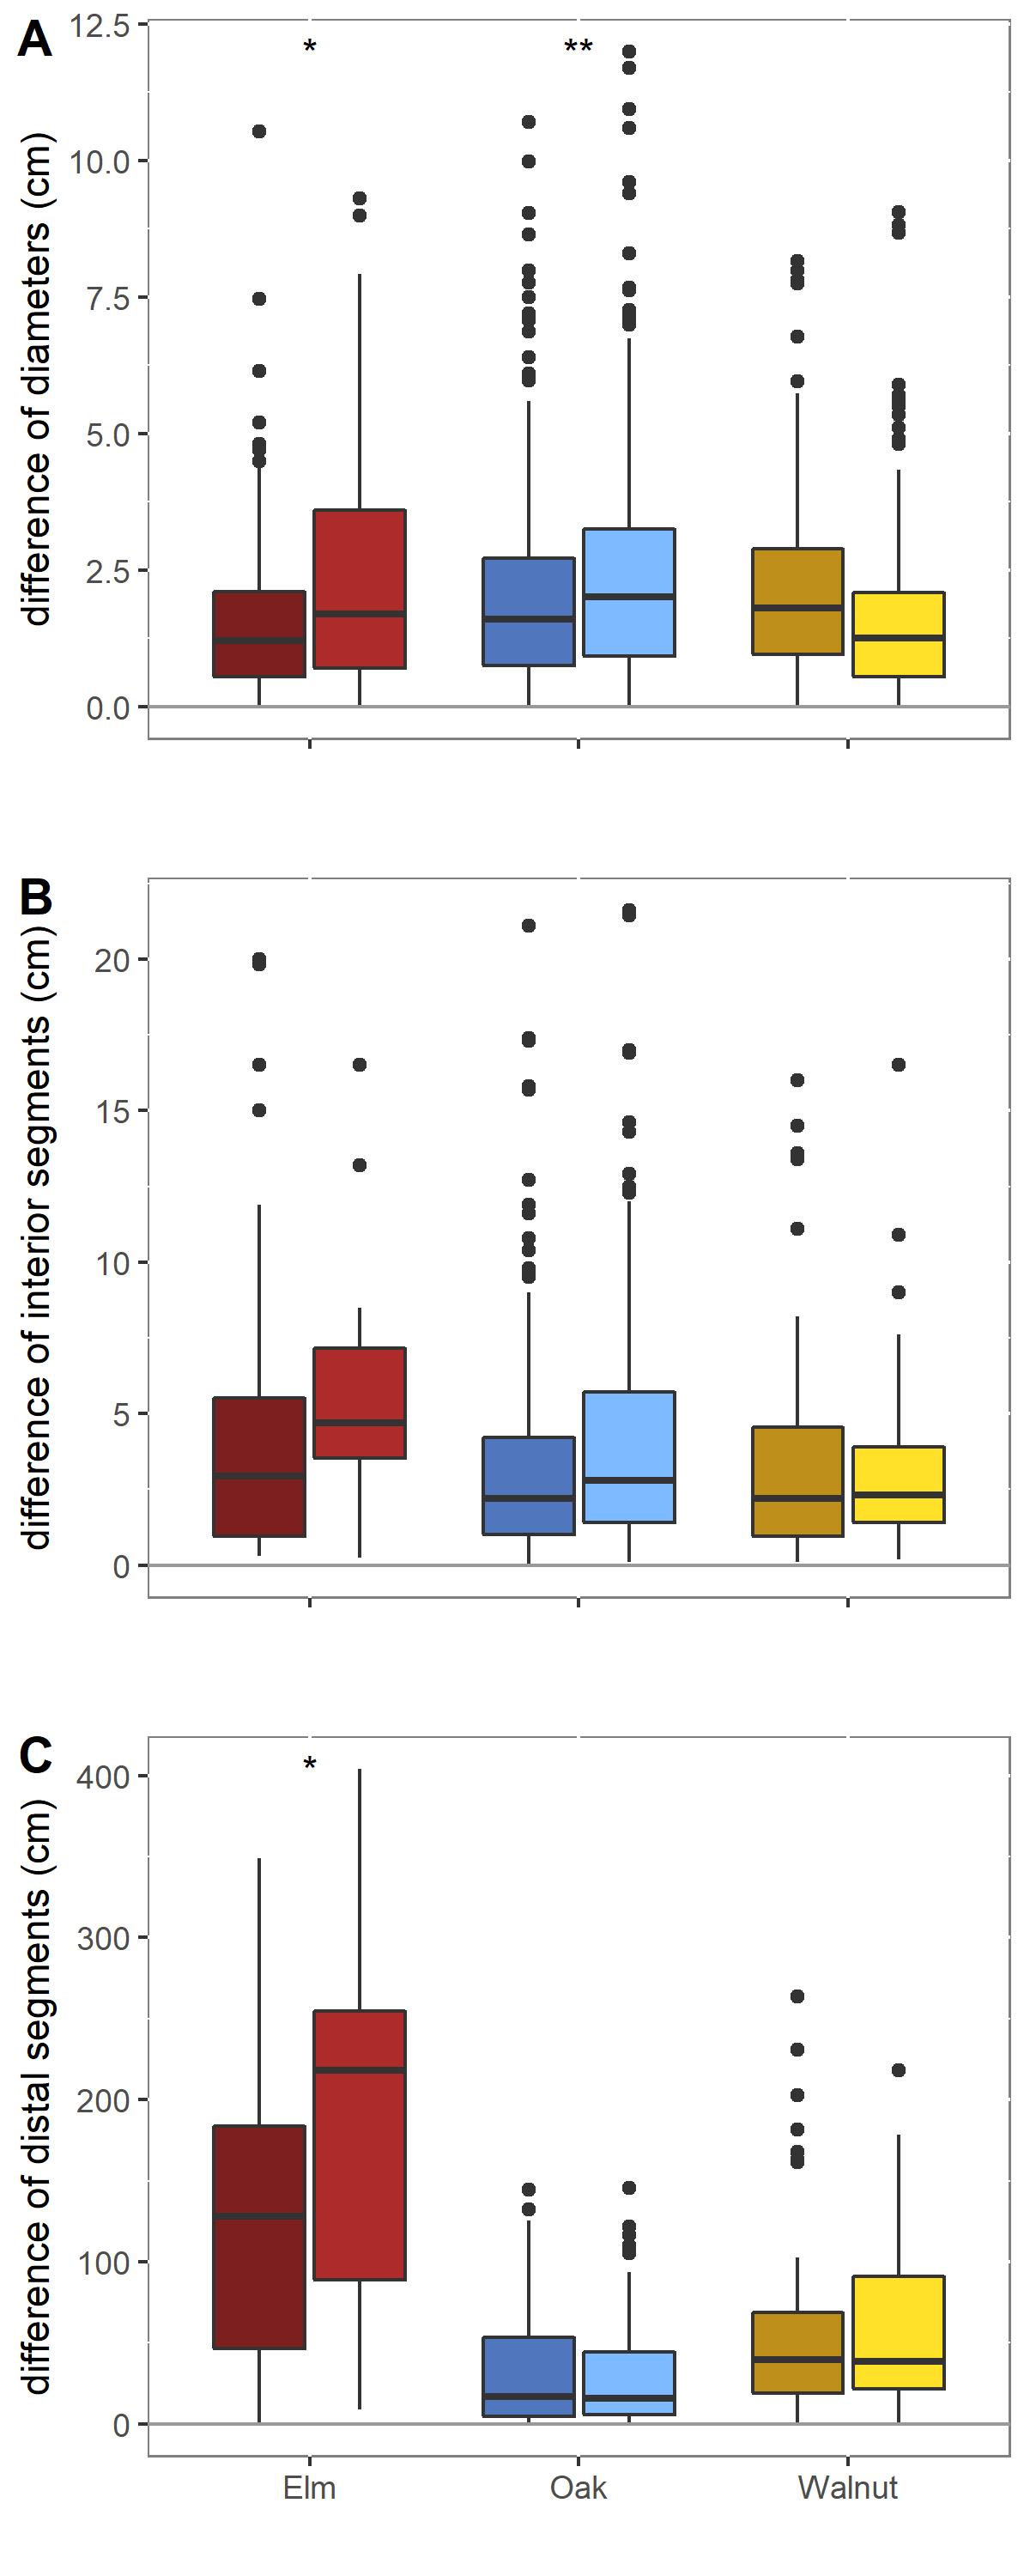 A
difference of diameters (cm)
12.5
10.0
7.5
5.0
2.5
0.0
*
**
B
difference of interior segments (cm)
20
15
10
5
0
C
difference of distal segments (cm)
400
300
200
100
0
*
Elm
Oak
Walnut